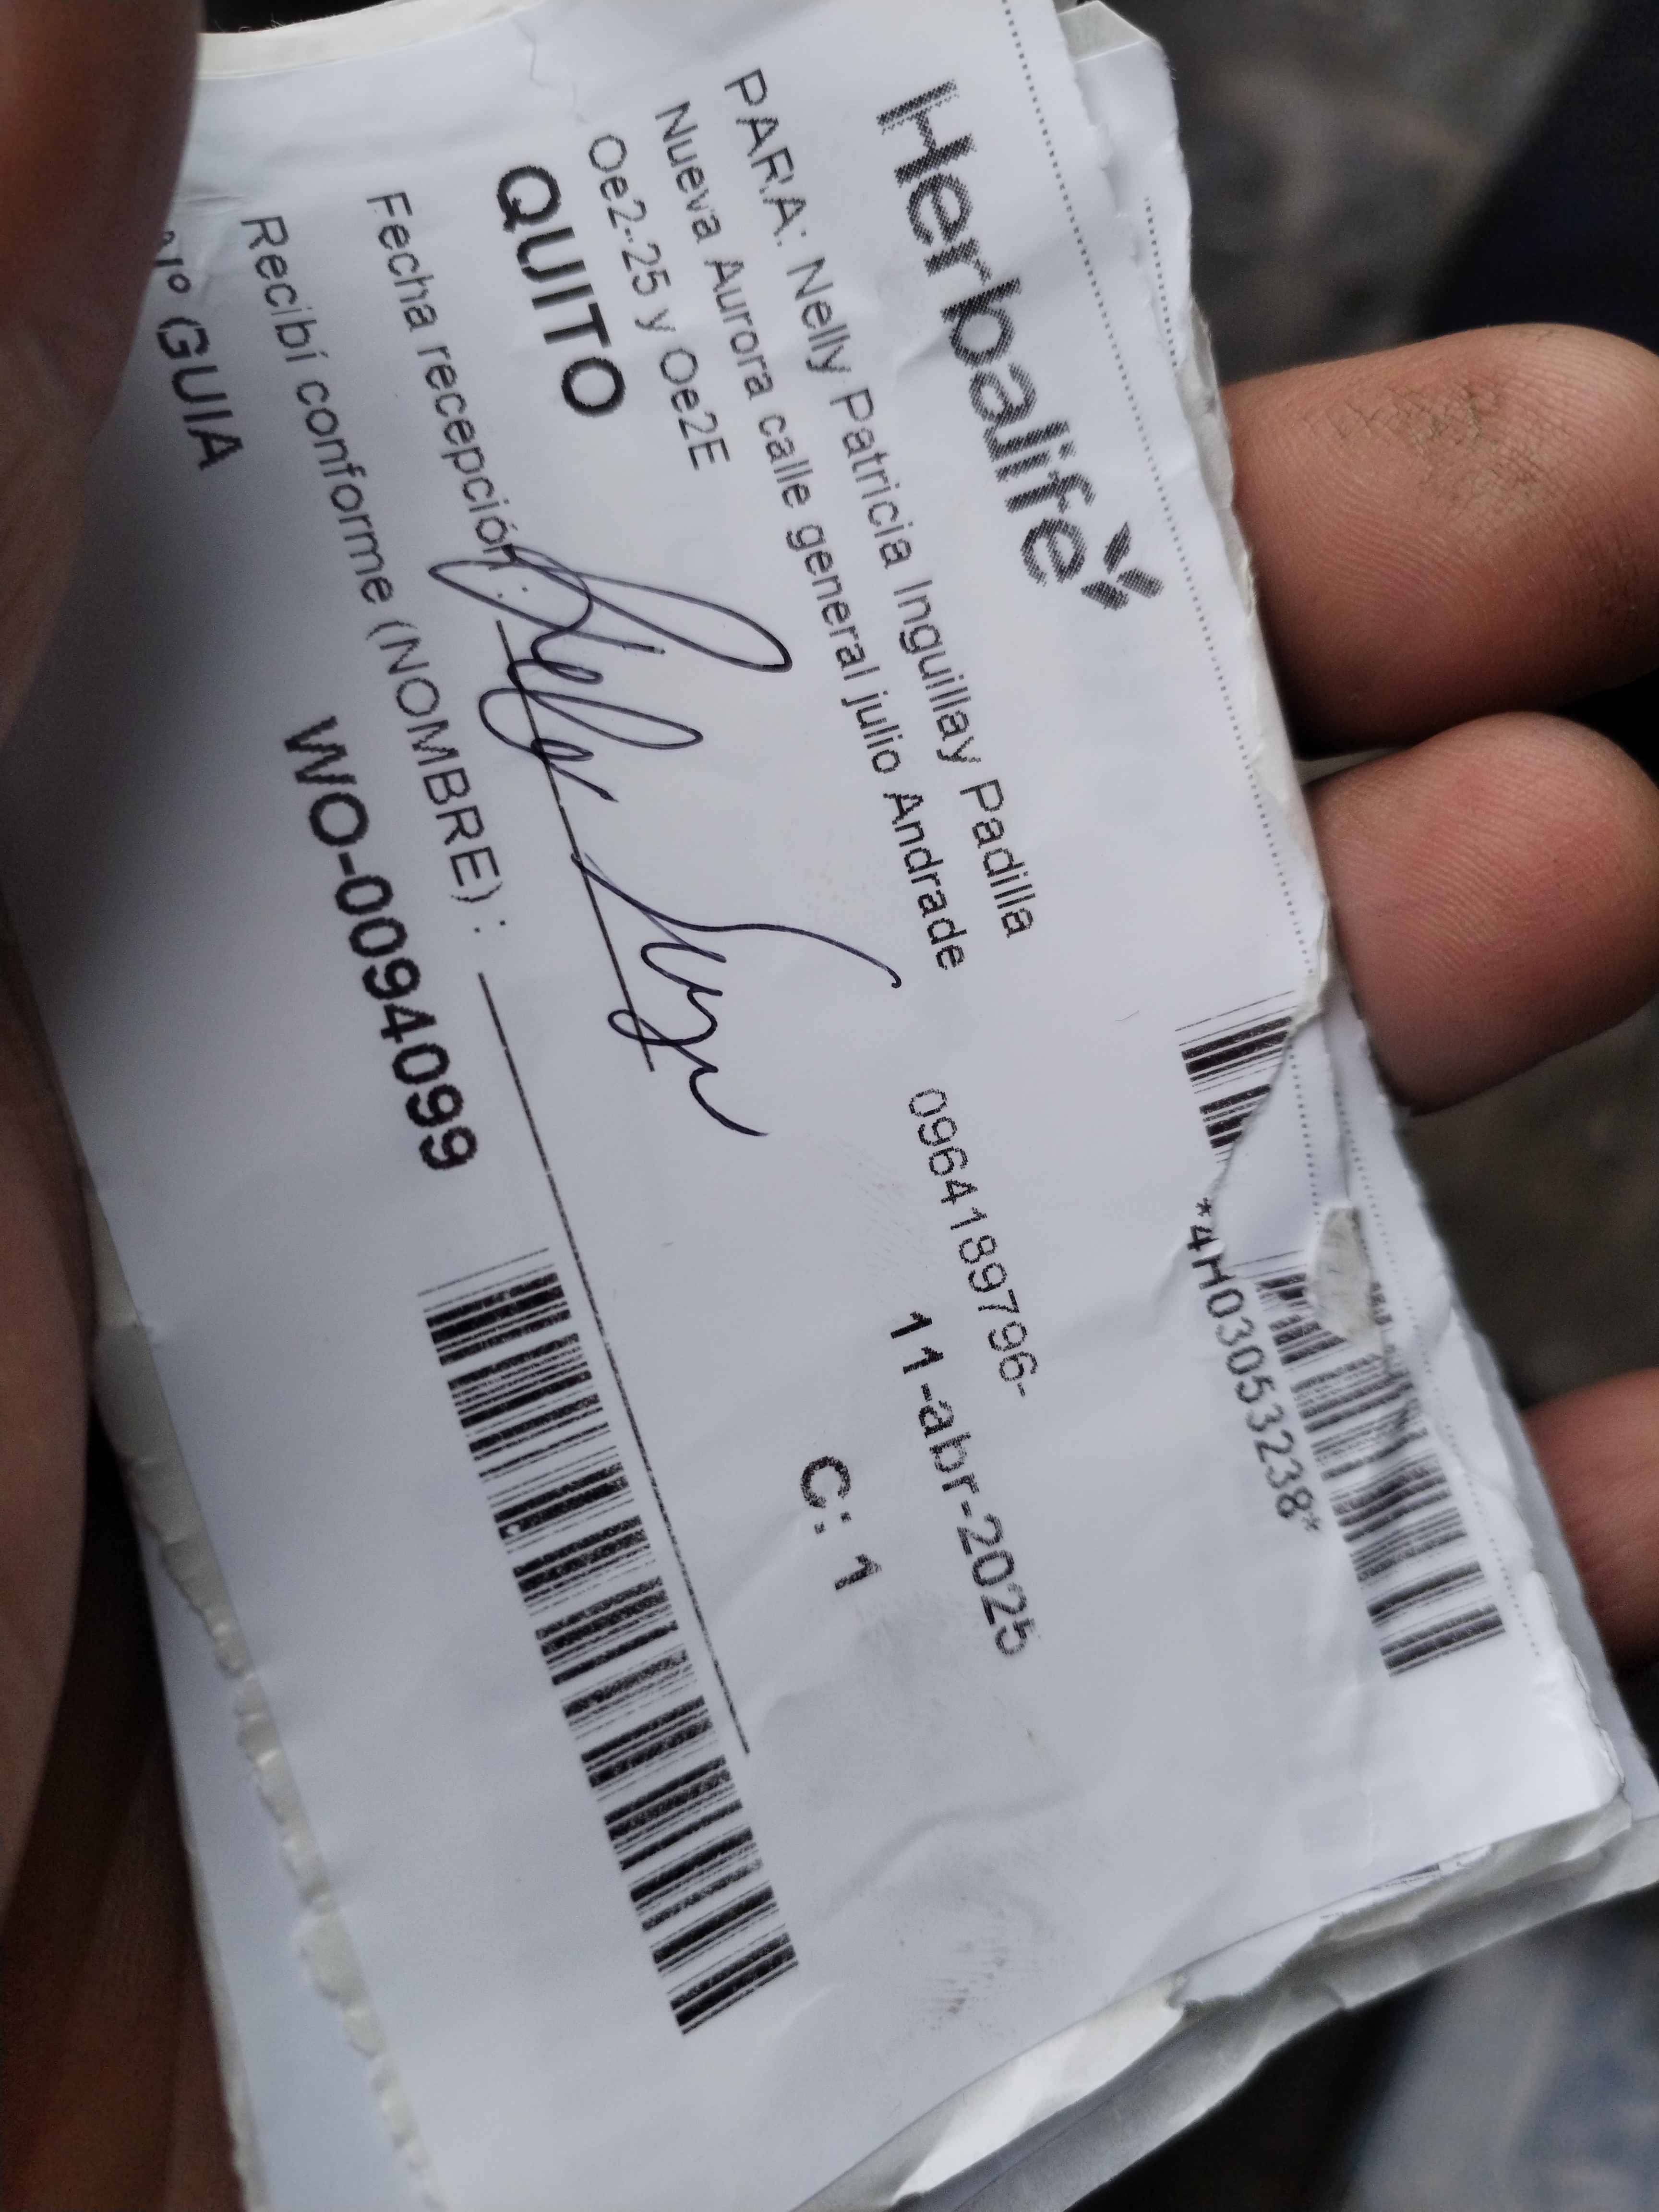 Herbalife
*4H03053238*
PARA: Nelly Patricia Inguillay Padilla
Nueva Aurora calle general julio Andrade
Oe2-25 y Oe2E
0964189796-
QUITO
11-abr-2025
C: 1
Fecha recepción:
Recibí conforme (NOMBRE) :
Nº GUIA
WO-0094099